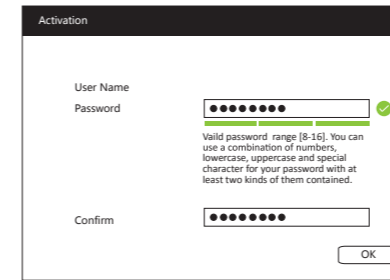 Activation
User Name
Password ●●●●●●●●
Vaild password range [8-16]. You can
use a combination of numbers,
lowercase, uppercase and special
character for your password with at
least two kinds of them contained.
Confirm ●●●●●●●●
OK